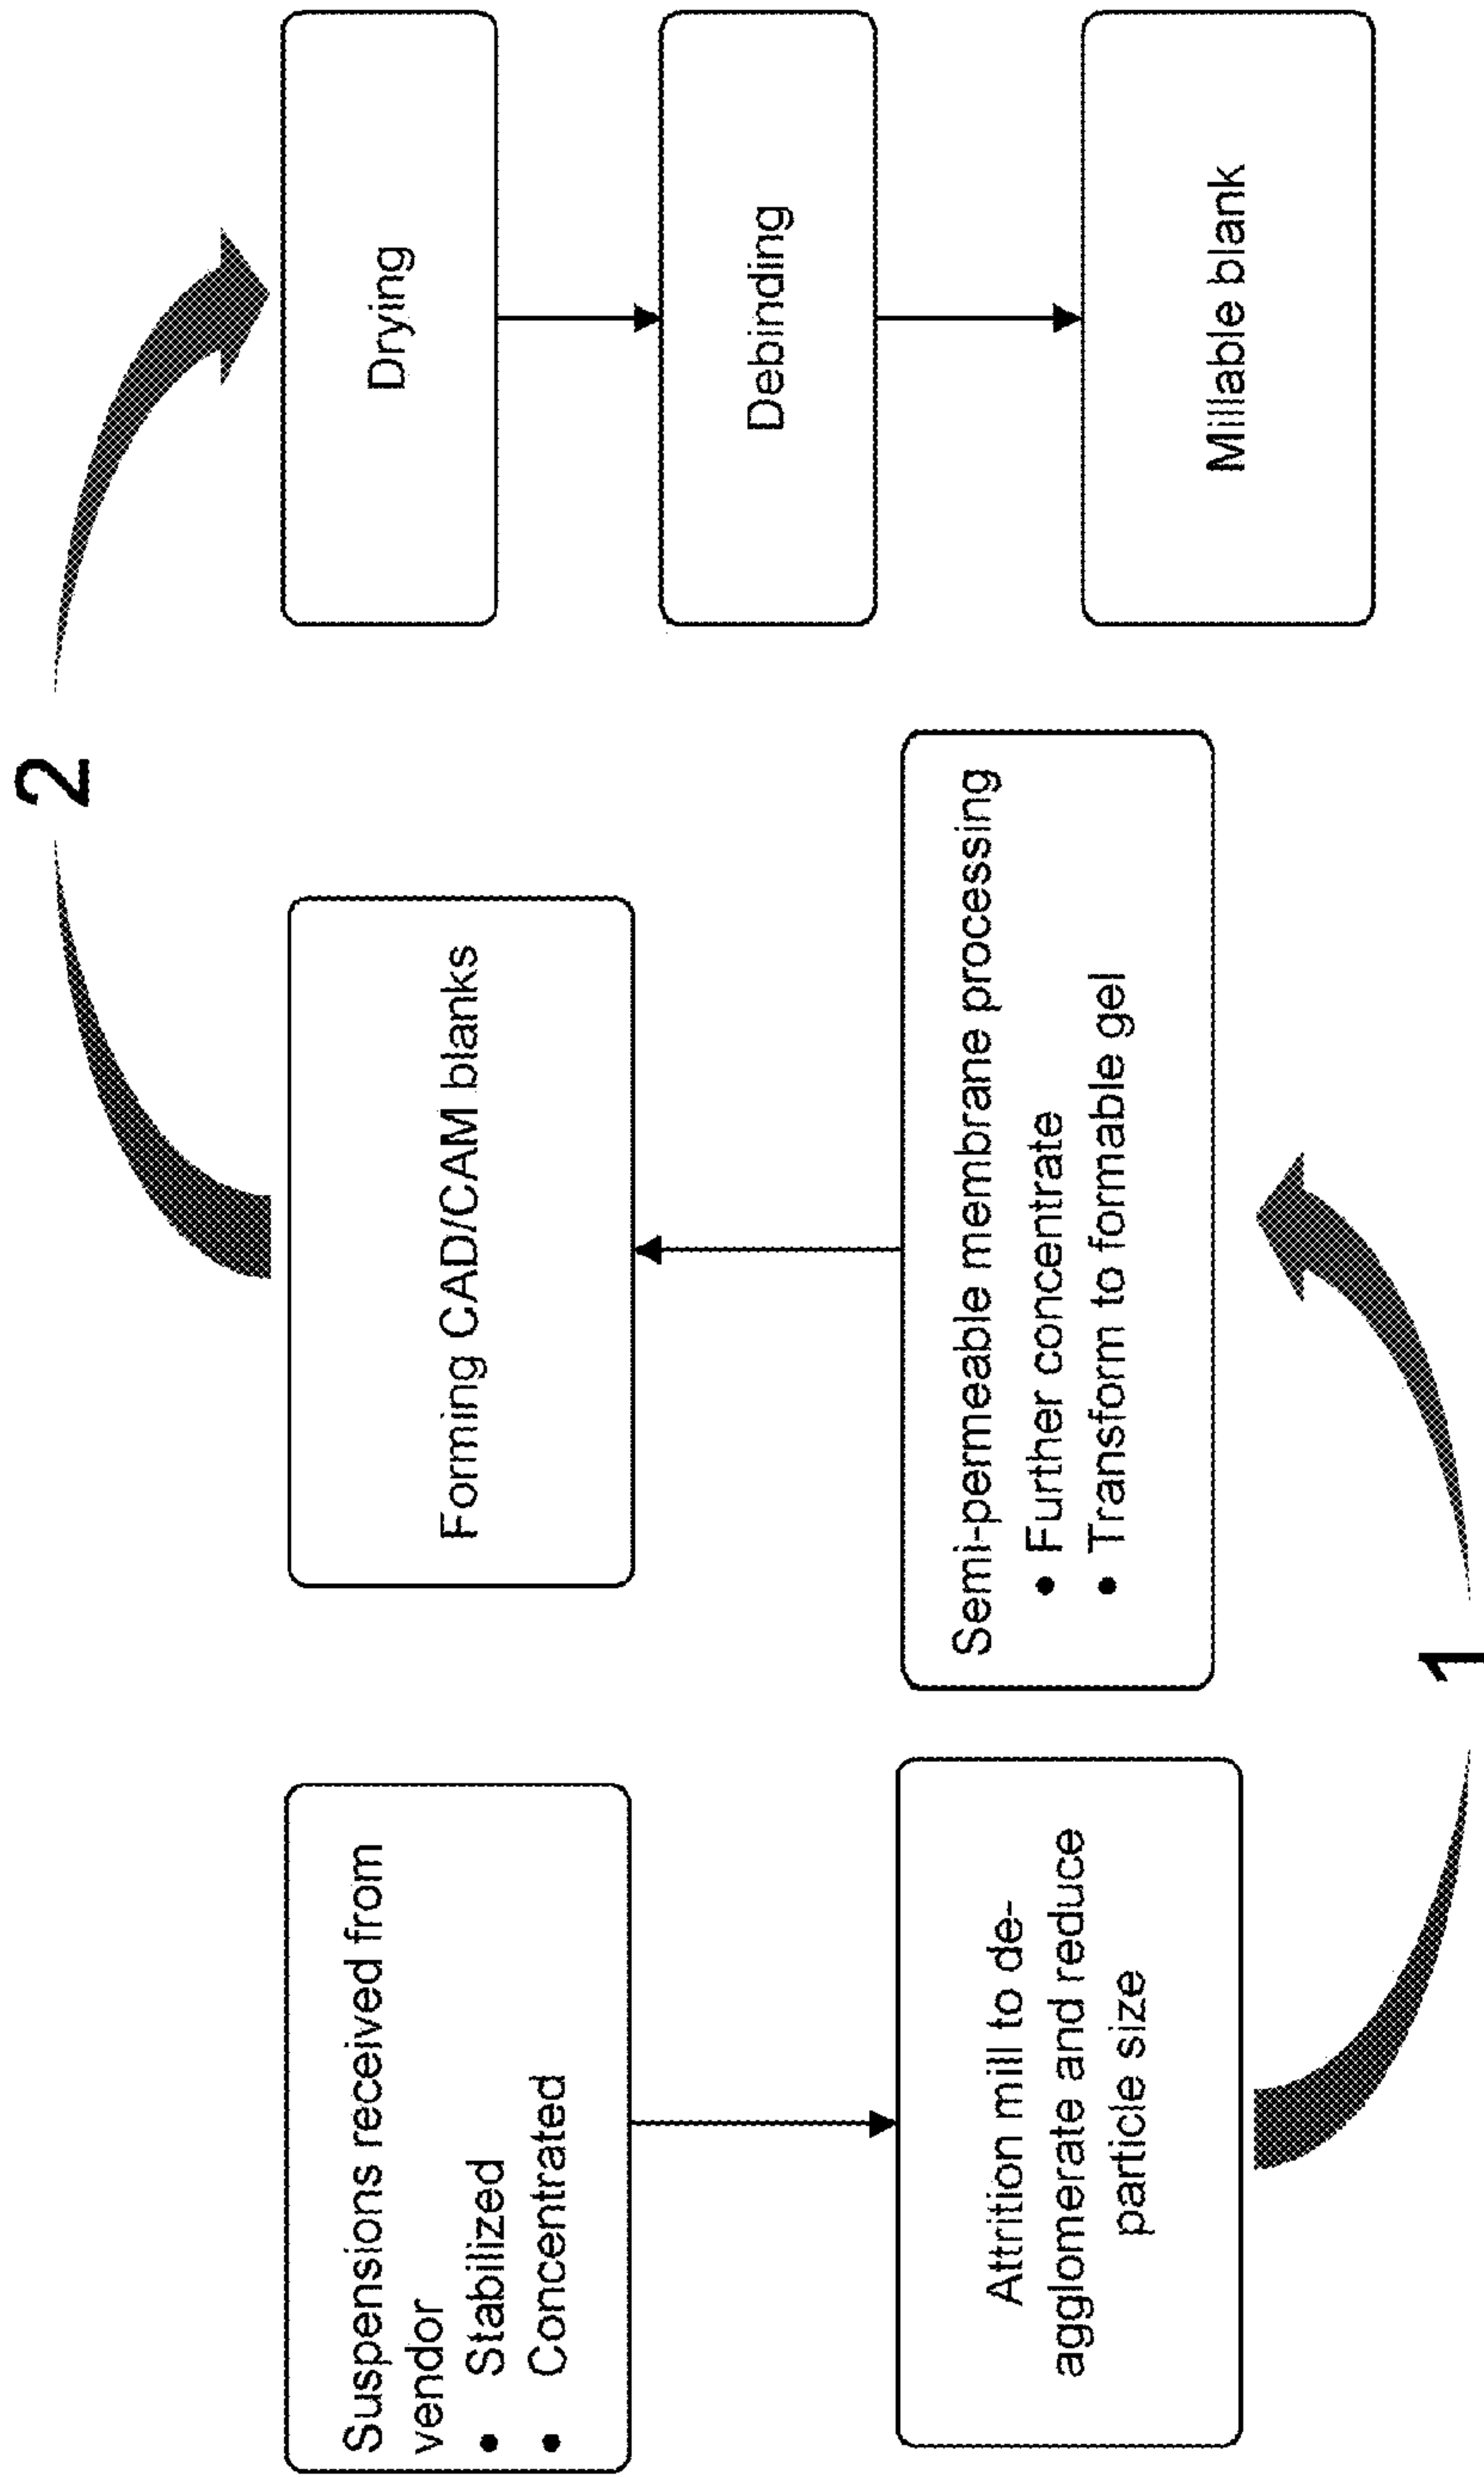 Suspensions received from
vendor
• Stabilized
• Concentrated
Attrition mill to de-
agglomerate and reduce
particle size
1
Semi-permeable membrane processing
• Further concentrate
• Transform to formable gel
Forming CAD/CAM blanks
2
Drying
Debinding
Millable blank